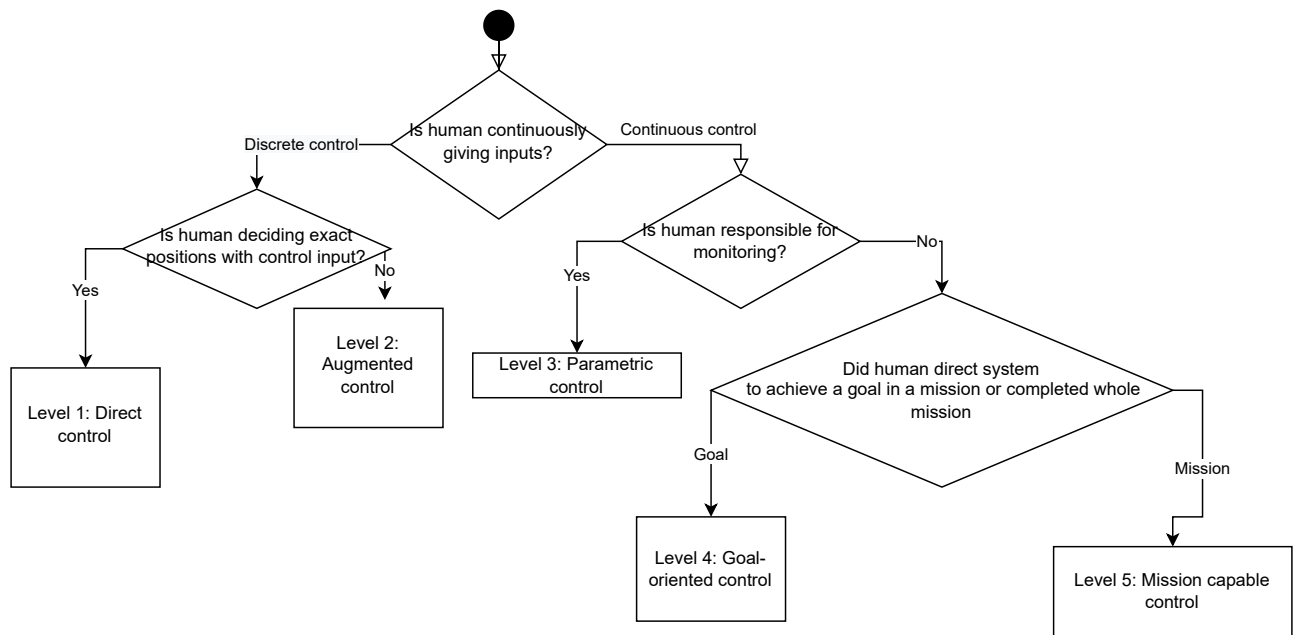 Is human continuously
giving inputs?
Discrete control
Continuous control
Is human deciding exact
positions with control input?
Is human responsible for
monitoring?
Yes
No
Yes
No
Level 1: Direct
control
Level 2:
Augmented
control
Level 3: Parametric
control
Did human direct system
to achieve a goal in a mission or completed whole
mission
Goal
Mission
Level 4: Goal-
oriented control
Level 5: Mission capable
control